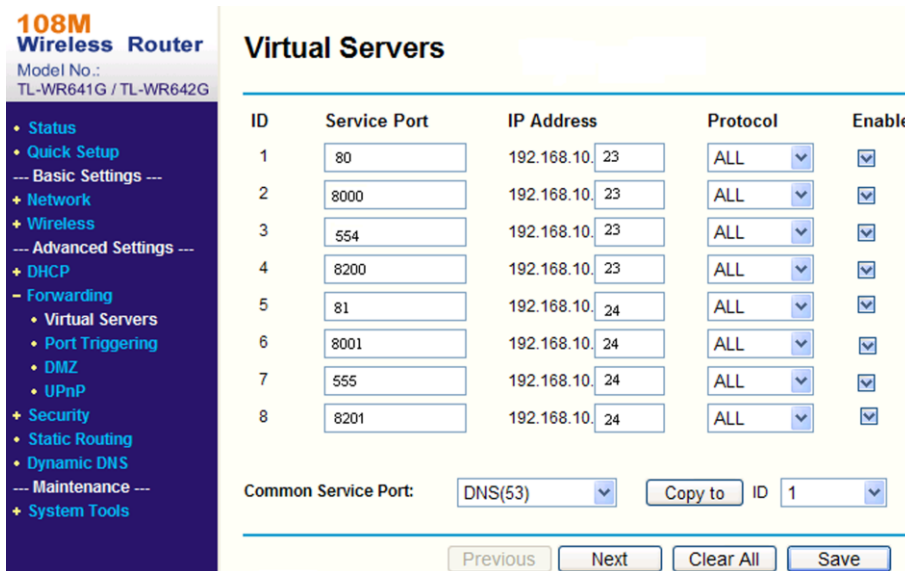 108M
Wireless Router
Model No.:
TL-WR641G / TL-WR642G
• Status
• Quick Setup
--- Basic Settings ---
+ Network
+ Wireless
--- Advanced Settings ---
+ DHCP
– Forwarding
• Virtual Servers
• Port Triggering
• DMZ
• UPnP
+ Security
• Static Routing
• Dynamic DNS
--- Maintenance ---
+ System Tools
Virtual Servers
ID Service Port IP Address Protocol Enable
1 80 192.168.10. 23 ALL
2 8000 192.168.10. 23 ALL
3 554 192.168.10. 23 ALL
4 8200 192.168.10. 23 ALL
5 81 192.168.10. 24 ALL
6 8001 192.168.10. 24 ALL
7 555 192.168.10. 24 ALL
8 8201 192.168.10. 24 ALL
Common Service Port: DNS(53) Copy to ID 1
Previous Next Clear All Save